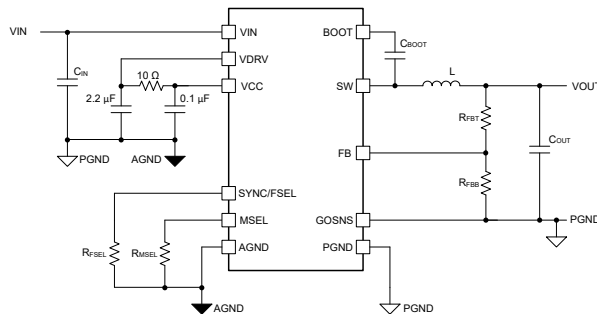 VIN
VIN
BOOT
CBOOT
VDRV
CIN
10 Ω
L
VCC
SW
VOUT
2.2 µF
0.1 µF
RFBT
COUT
PGND
AGND
FB
RFBB
SYNC/FSEL
MSEL
GOSNS
PGND
RFSEL
RMSEL
AGND
PGND
AGND
PGND